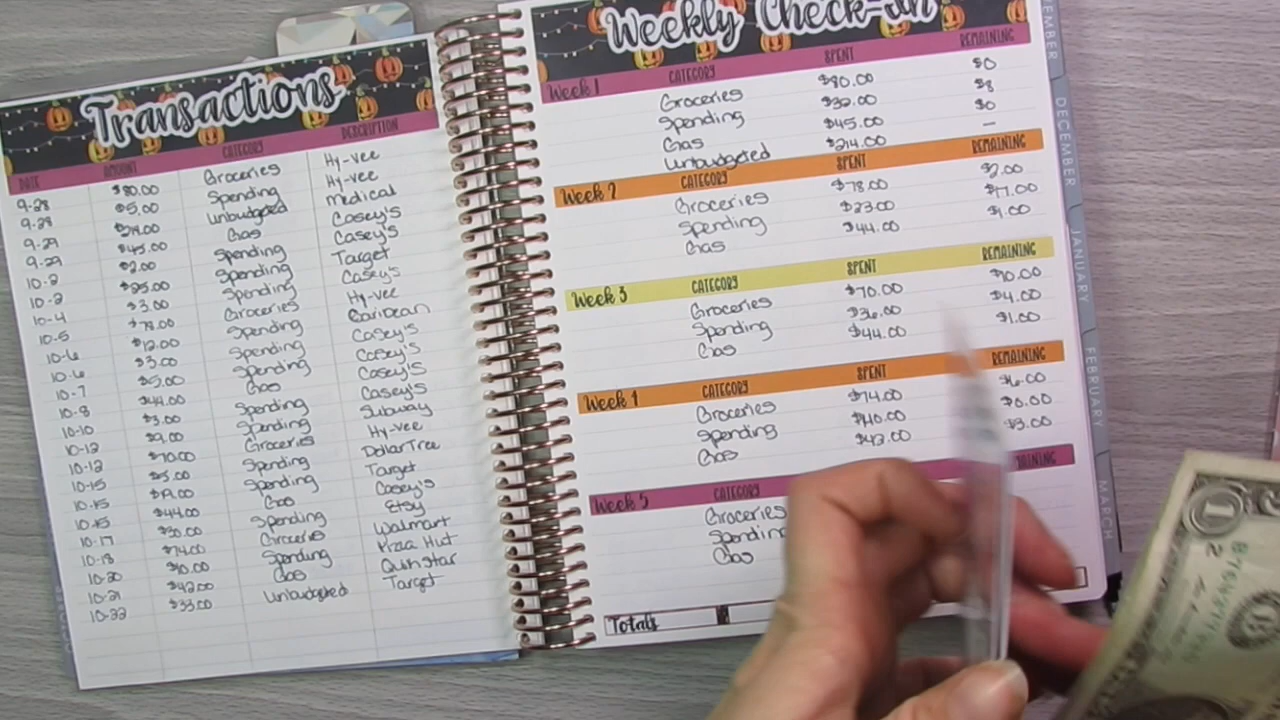 Transactions
DATE AMOUNT CATEGORY DESCRIPTION
9-28 $80.00 Groceries Hy-vee
9-28 $5.00 Spending Hy-vee
9-29 unbudgeted medical
9-29 $45.00 Gas Casey's
10-2 $2.00 Spending Casey's
10-2 $25.00 Spending Target
10-4 $3.00 Spending Casey's
10-5 $78.00 Groceries Hy-vee
10-6 $12.00 Spending Caribean
10-6 $3.00 Spending Casey's
10-7 $5.00 Spending Casey's
10-8 $44.00 Gas Casey's
10-10 $3.00 Spending Casey's
10-12 $9.00 Spending Subway
10-12 $70.00 Groceries Hy-vee
10-15 $5.00 Spending Dollar Tree
10-15 $19.00 Spending Target
10-15 $44.00 Gas Casey's
10-17 $30.00 Spending Etsy
10-18 $74.00 Groceries Walmart
10-20 $10.00 Spending Pizza Hut
10-21 $42.00 Gas Quikstar
10-22 $33.00 unbudgeted Target
Weekly Check-In
Week 1 CATEGORY SPENT REMAINING
Groceries $80.00 $0
Spending $32.00 $8
Gas $45.00 $0
unbudgeted $214.00 —
Week 2 CATEGORY SPENT REMAINING
Groceries $78.00 $2.00
Spending $23.00 $17.00
Gas $44.00 $1.00
Week 3 CATEGORY SPENT REMAINING
Groceries $70.00 $10.00
Spending $36.00 $4.00
Gas $44.00 $1.00
Week 4 CATEGORY SPENT REMAINING
Groceries $74.00 $6.00
Spending $40.00 $0.00
Gas $42.00 $3.00
Week 5 CATEGORY
Groceries
Spending
Gas
Totals
DECEMBER
JANUARY
FEBRUARY
MARCH
1